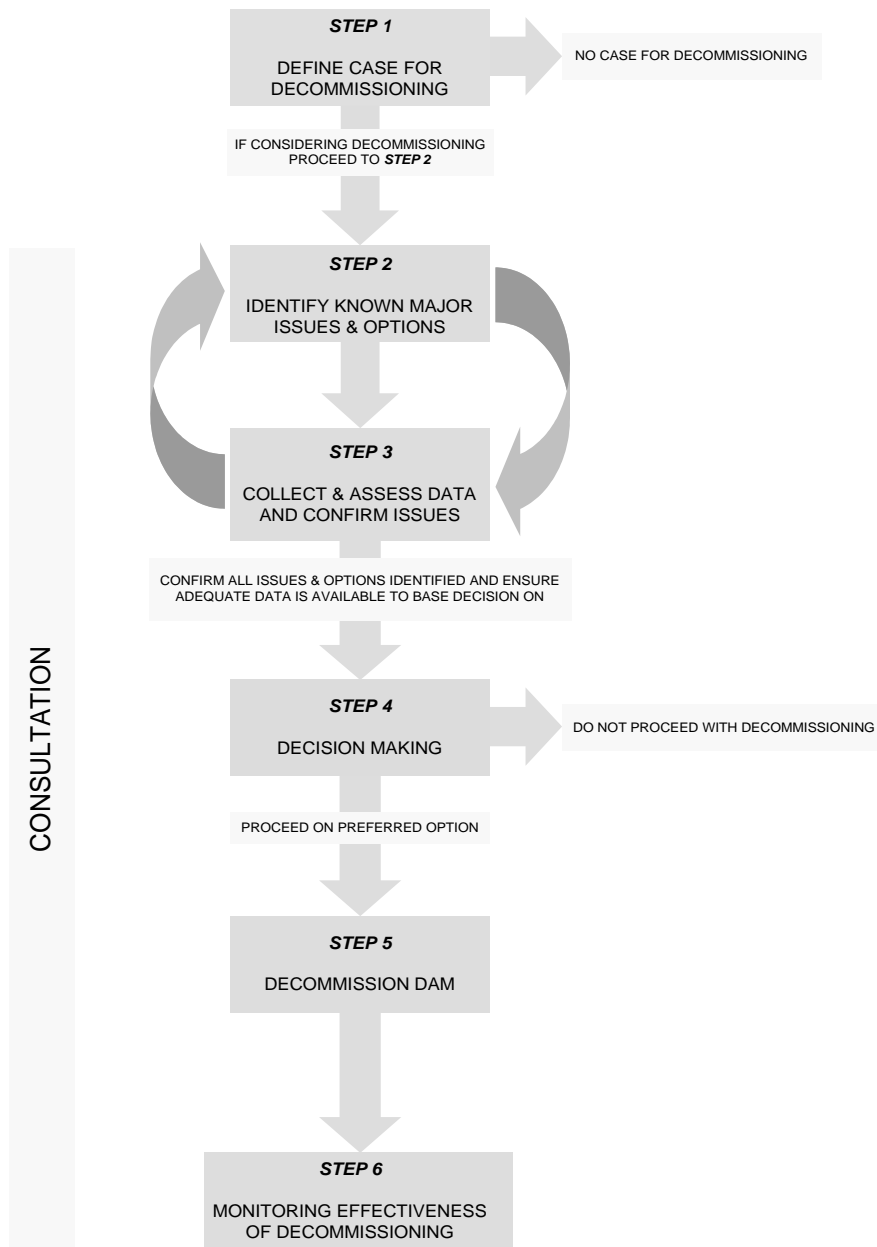 STEP 1
DEFINE CASE FOR
DECOMMISSIONING
NO CASE FOR DECOMMISSIONING
IF CONSIDERING DECOMMISSIONING
PROCEED TO STEP 2
CONSULTATION
STEP 2
IDENTIFY KNOWN MAJOR
ISSUES & OPTIONS
STEP 3
COLLECT & ASSESS DATA
AND CONFIRM ISSUES
CONFIRM ALL ISSUES & OPTIONS IDENTIFIED AND ENSURE
ADEQUATE DATA IS AVAILABLE TO BASE DECISION ON
STEP 4
DECISION MAKING
DO NOT PROCEED WITH DECOMMISSIONING
PROCEED ON PREFERRED OPTION
STEP 5
DECOMMISSION DAM
STEP 6
MONITORING EFFECTIVENESS
OF DECOMMISSIONING